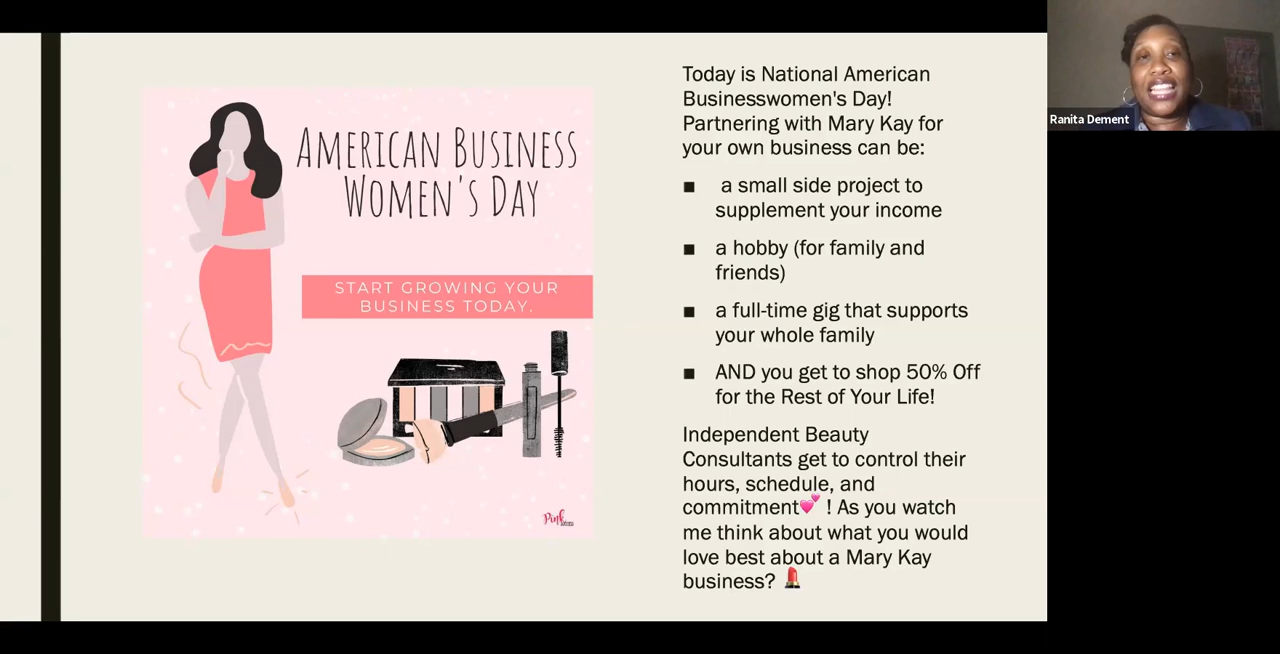 AMERICAN BUSINESS
WOMEN'S DAY
START GROWING YOUR
BUSINESS TODAY.
Pink
Today is National American
Businesswomen's Day!
Partnering with Mary Kay for
your own business can be:
■ a small side project to
supplement your income
■ a hobby (for family and
friends)
■ a full-time gig that supports
your whole family
■ AND you get to shop 50% Off
for the Rest of Your Life!
Independent Beauty
Consultants get to control their
hours, schedule, and
commitment💕 ! As you watch
me think about what you would
love best about a Mary Kay
business? 💄
Ranita Dement